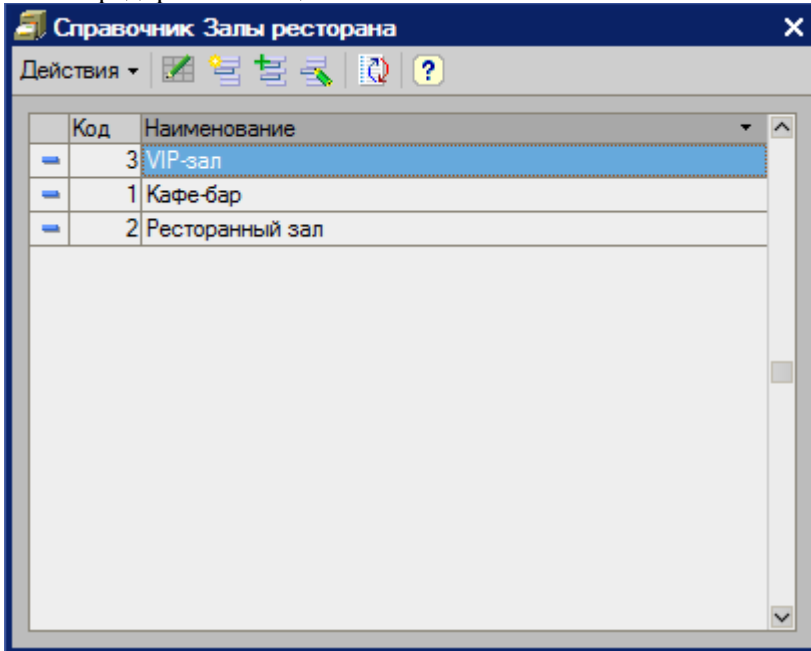 Справочник Залы ресторана
Действия
?
Код Наименование
3 VIP-зал
1 Кафе-бар
2 Ресторанный зал